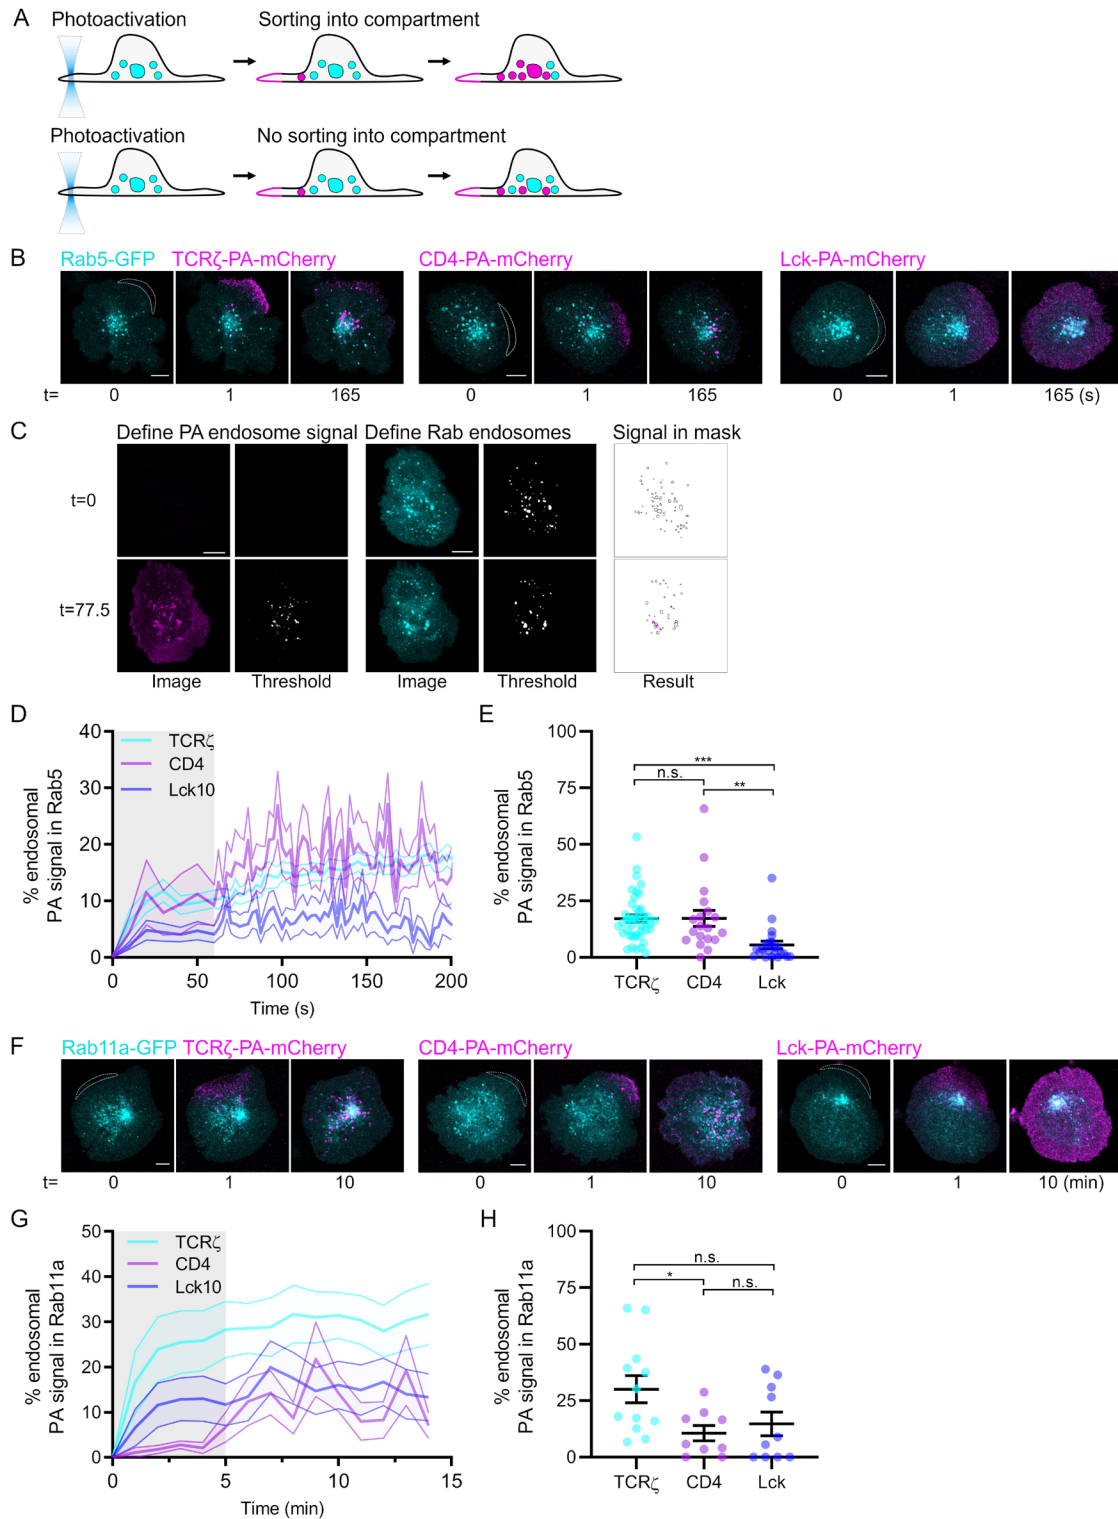 A
Photoactivation Sorting into compartment
Photoactivation No sorting into compartment
B
Rab5-GFP TCRζ-PA-mCherry CD4-PA-mCherry Lck-PA-mCherry
t= 0 1 165 0 1 165 0 1 165 (s)
C
Define PA endosome signal Define Rab endosomes Signal in mask
t=0
t=77.5
Image Threshold Image Threshold Result
D
% endosomal
PA signal in Rab5
40
30
20
10
0
TCRζ
CD4
Lck10
0 50 100 150 200
Time (s)
E
% endosomal
PA signal in Rab5
100
75
50
25
0
***
n.s.
**
TCRζ CD4 Lck
F
Rab11a-GFP TCRζ-PA-mCherry CD4-PA-mCherry Lck-PA-mCherry
t= 0 1 10 0 1 10 0 1 10 (min)
G
% endosomal
PA signal in Rab11a
50
40
30
20
10
0
TCRζ
CD4
Lck10
0 5 10 15
Time (min)
H
% endosomal
PA signal in Rab11a
100
75
50
25
0
n.s.
*
n.s.
TCRζ CD4 Lck